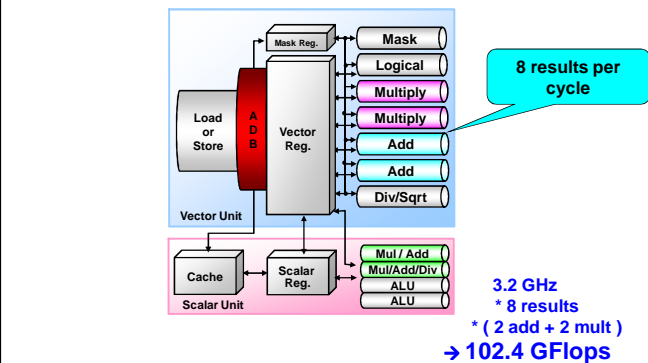 Mask Reg.
Mask
Logical
Multiply
Multiply
Add
Add
Div/Sqrt
8 results per
cycle
Load
or
Store
A
D
B
Vector
Reg.
Vector Unit
Cache
Scalar
Reg.
Mul / Add
Mul/Add/Div
ALU
ALU
Scalar Unit
3.2 GHz
* 8 results
* ( 2 add + 2 mult )
→ 102.4 GFlops